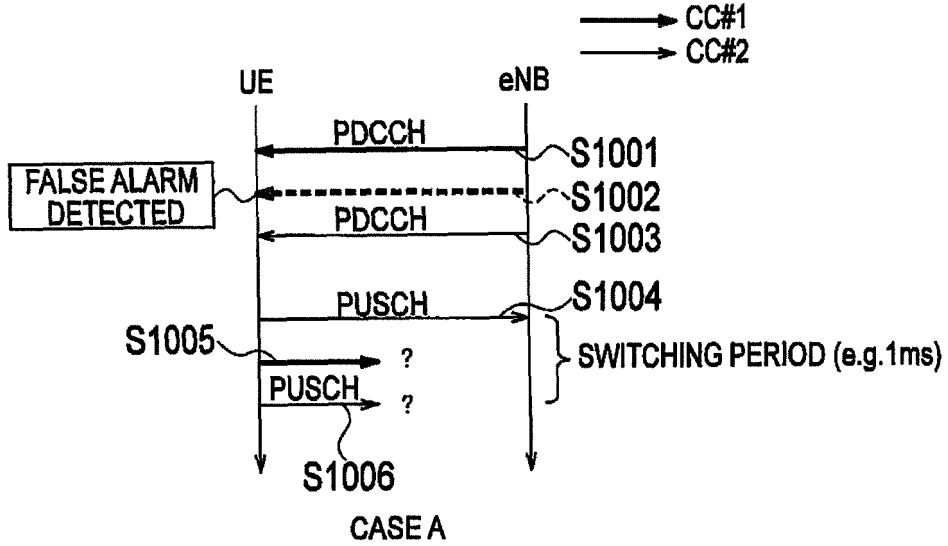 CC#1
CC#2
UE
eNB
PDCCH
S1001
FALSE ALARM
DETECTED
S1002
PDCCH
S1003
PUSCH
S1004
S1005
?
SWITCHING PERIOD (e.g.1ms)
PUSCH
?
S1006
CASE A